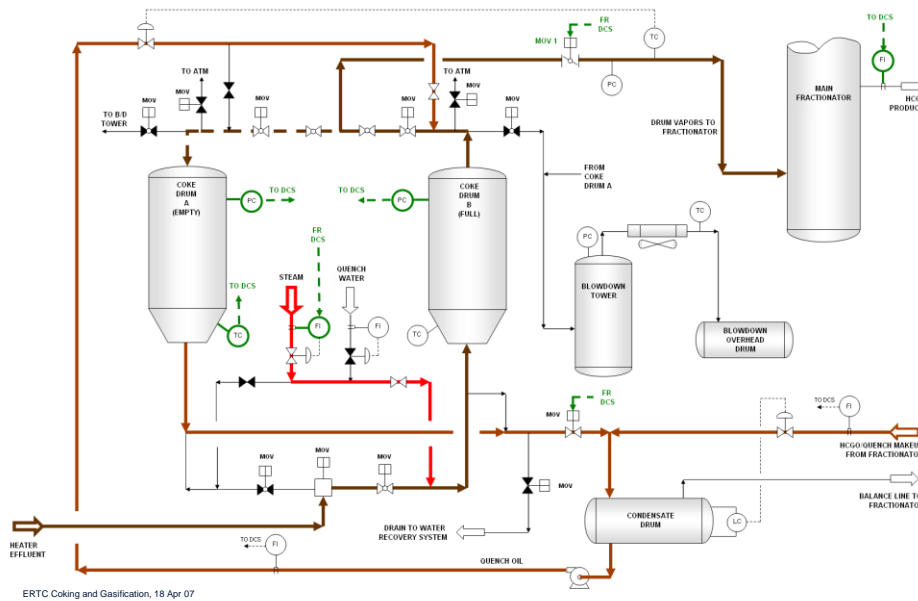 TO DCS
FR
DCS
MOV 1
TC
FI
TO ATM
TO ATM
MOV
MOV
MOV
MOV
MOV
PC
MAIN
FRACTIONATOR
HCG
PRODUC
TO B/D
TOWER
DRUM VAPORS TO
FRACTIONATOR
COKE
DRUM
A
(EMPTY)
PC
TO DCS
TO DCS
PC
COKE
DRUM
B
(FULL)
FROM
COKE
DRUM A
TC
FR
DCS
PC
STEAM
QUENCH
WATER
TO DCS
BLOWDOWN
TOWER
FI
FI
TC
TC
BLOWDOWN
OVERHEAD
DRUM
FR
DCS
MOV
TO DCS
FI
HCGO/QUENCH MAKEU
FROM FRACTIONATO
MOV
MOV
MOV
MOV
BALANCE LINE TO
FRACTIONATO
CONDENSATE
DRUM
LC
DRAIN TO WATER
RECOVERY SYSTEM
HEATER
EFFLUENT
TO DCS
FI
QUENCH OIL
ERTC Coking and Gasification, 18 Apr 07